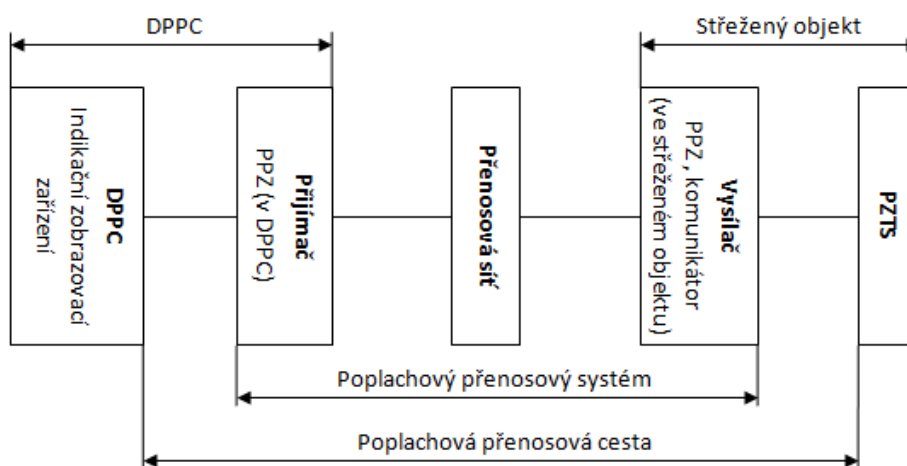 DPPC
Střežený objekt
DPPC
Indikační zobrazovací
zařízení
Přijímač
PPZ (v DPPC)
Přenosová síť
Vysílač
PPZ , komunikátor
(ve střeženém objektu)
PZTS
Poplachový přenosový systém
Poplachová přenosová cesta